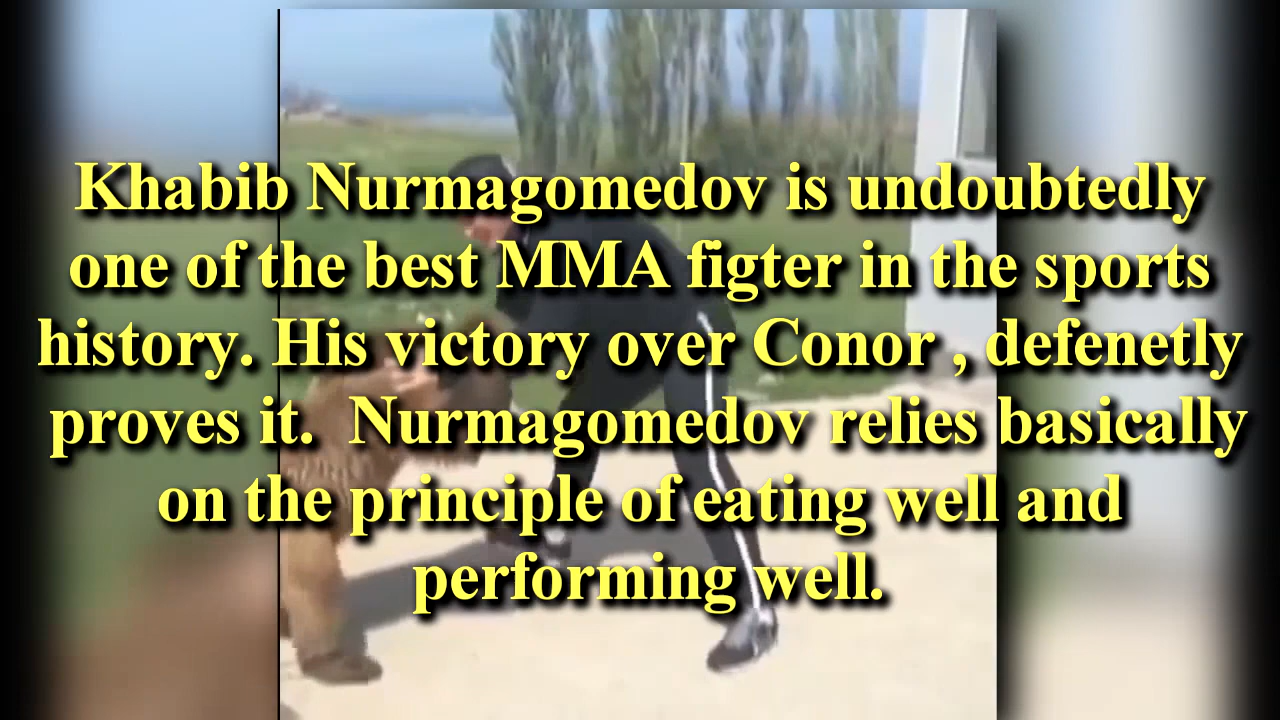 Khabib Nurmagomedov is undoubtedly
one of the best MMA figter in the sports
history. His victory over Conor , defenetly
proves it.  Nurmagomedov relies basically
on the principle of eating well and
performing well.